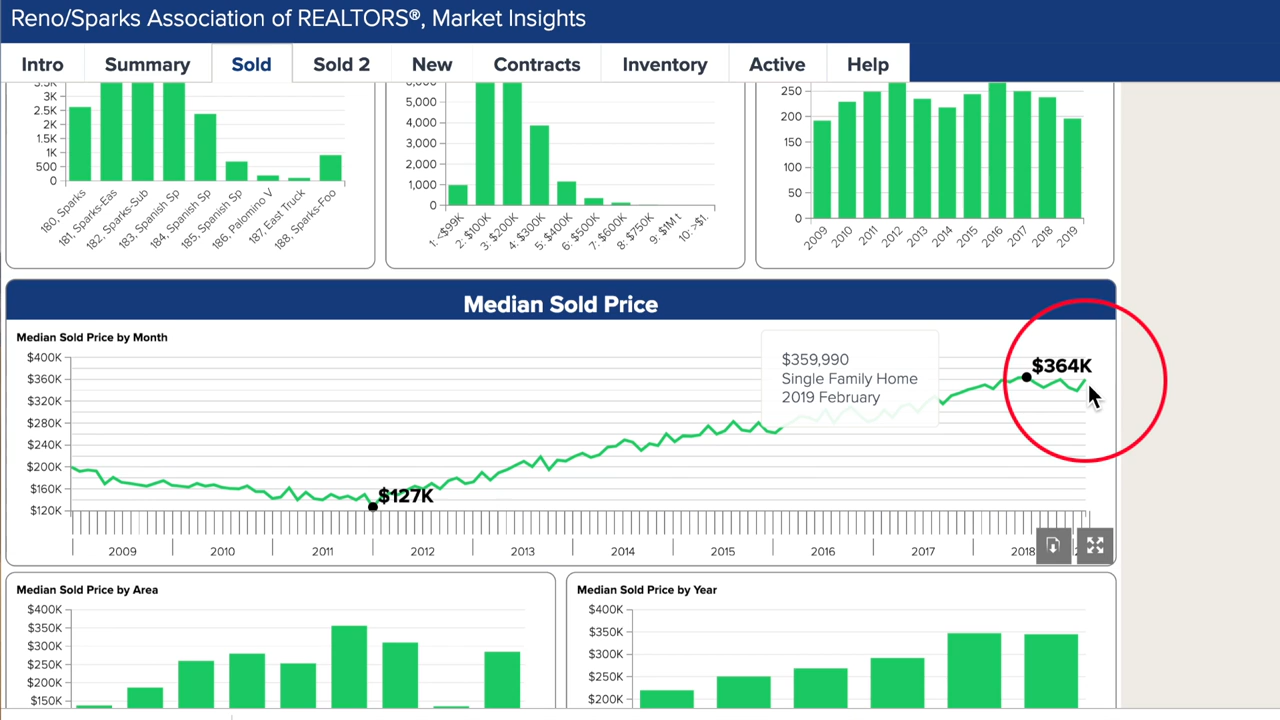 Reno/Sparks Association of REALTORS®, Market Insights
Intro Summary Sold Sold 2 New Contracts Inventory Active Help
3.5K
3K
2.5K
2K
1.5K
1K
500
0
180, Sparks
181, Sparks-Eas
182, Sparks-Sub
183, Spanish Sp
184, Spanish Sp
185, Spanish Sp
186, Palomino V
187, East Truck
188, Sparks-Foo
6,000
5,000
4,000
3,000
2,000
1,000
0
1: <$99K
2: $100K
3: $200K
4: $300K
5: $400K
6: $500K
7: $600K
8: $750K
9: $1M t
10: >$1.
250
200
150
100
50
0
2009
2010
2011
2012
2013
2014
2015
2016
2017
2018
2019
Median Sold Price
Median Sold Price by Month
$400K
$360K
$320K
$280K
$240K
$200K
$160K
$120K
$359,990
Single Family Home
2019 February
$364K
$127K
2009 2010 2011 2012 2013 2014 2015 2016 2017 2018
Median Sold Price by Area
$400K
$350K
$300K
$250K
$200K
$150K
Median Sold Price by Year
$400K
$350K
$300K
$250K
$200K